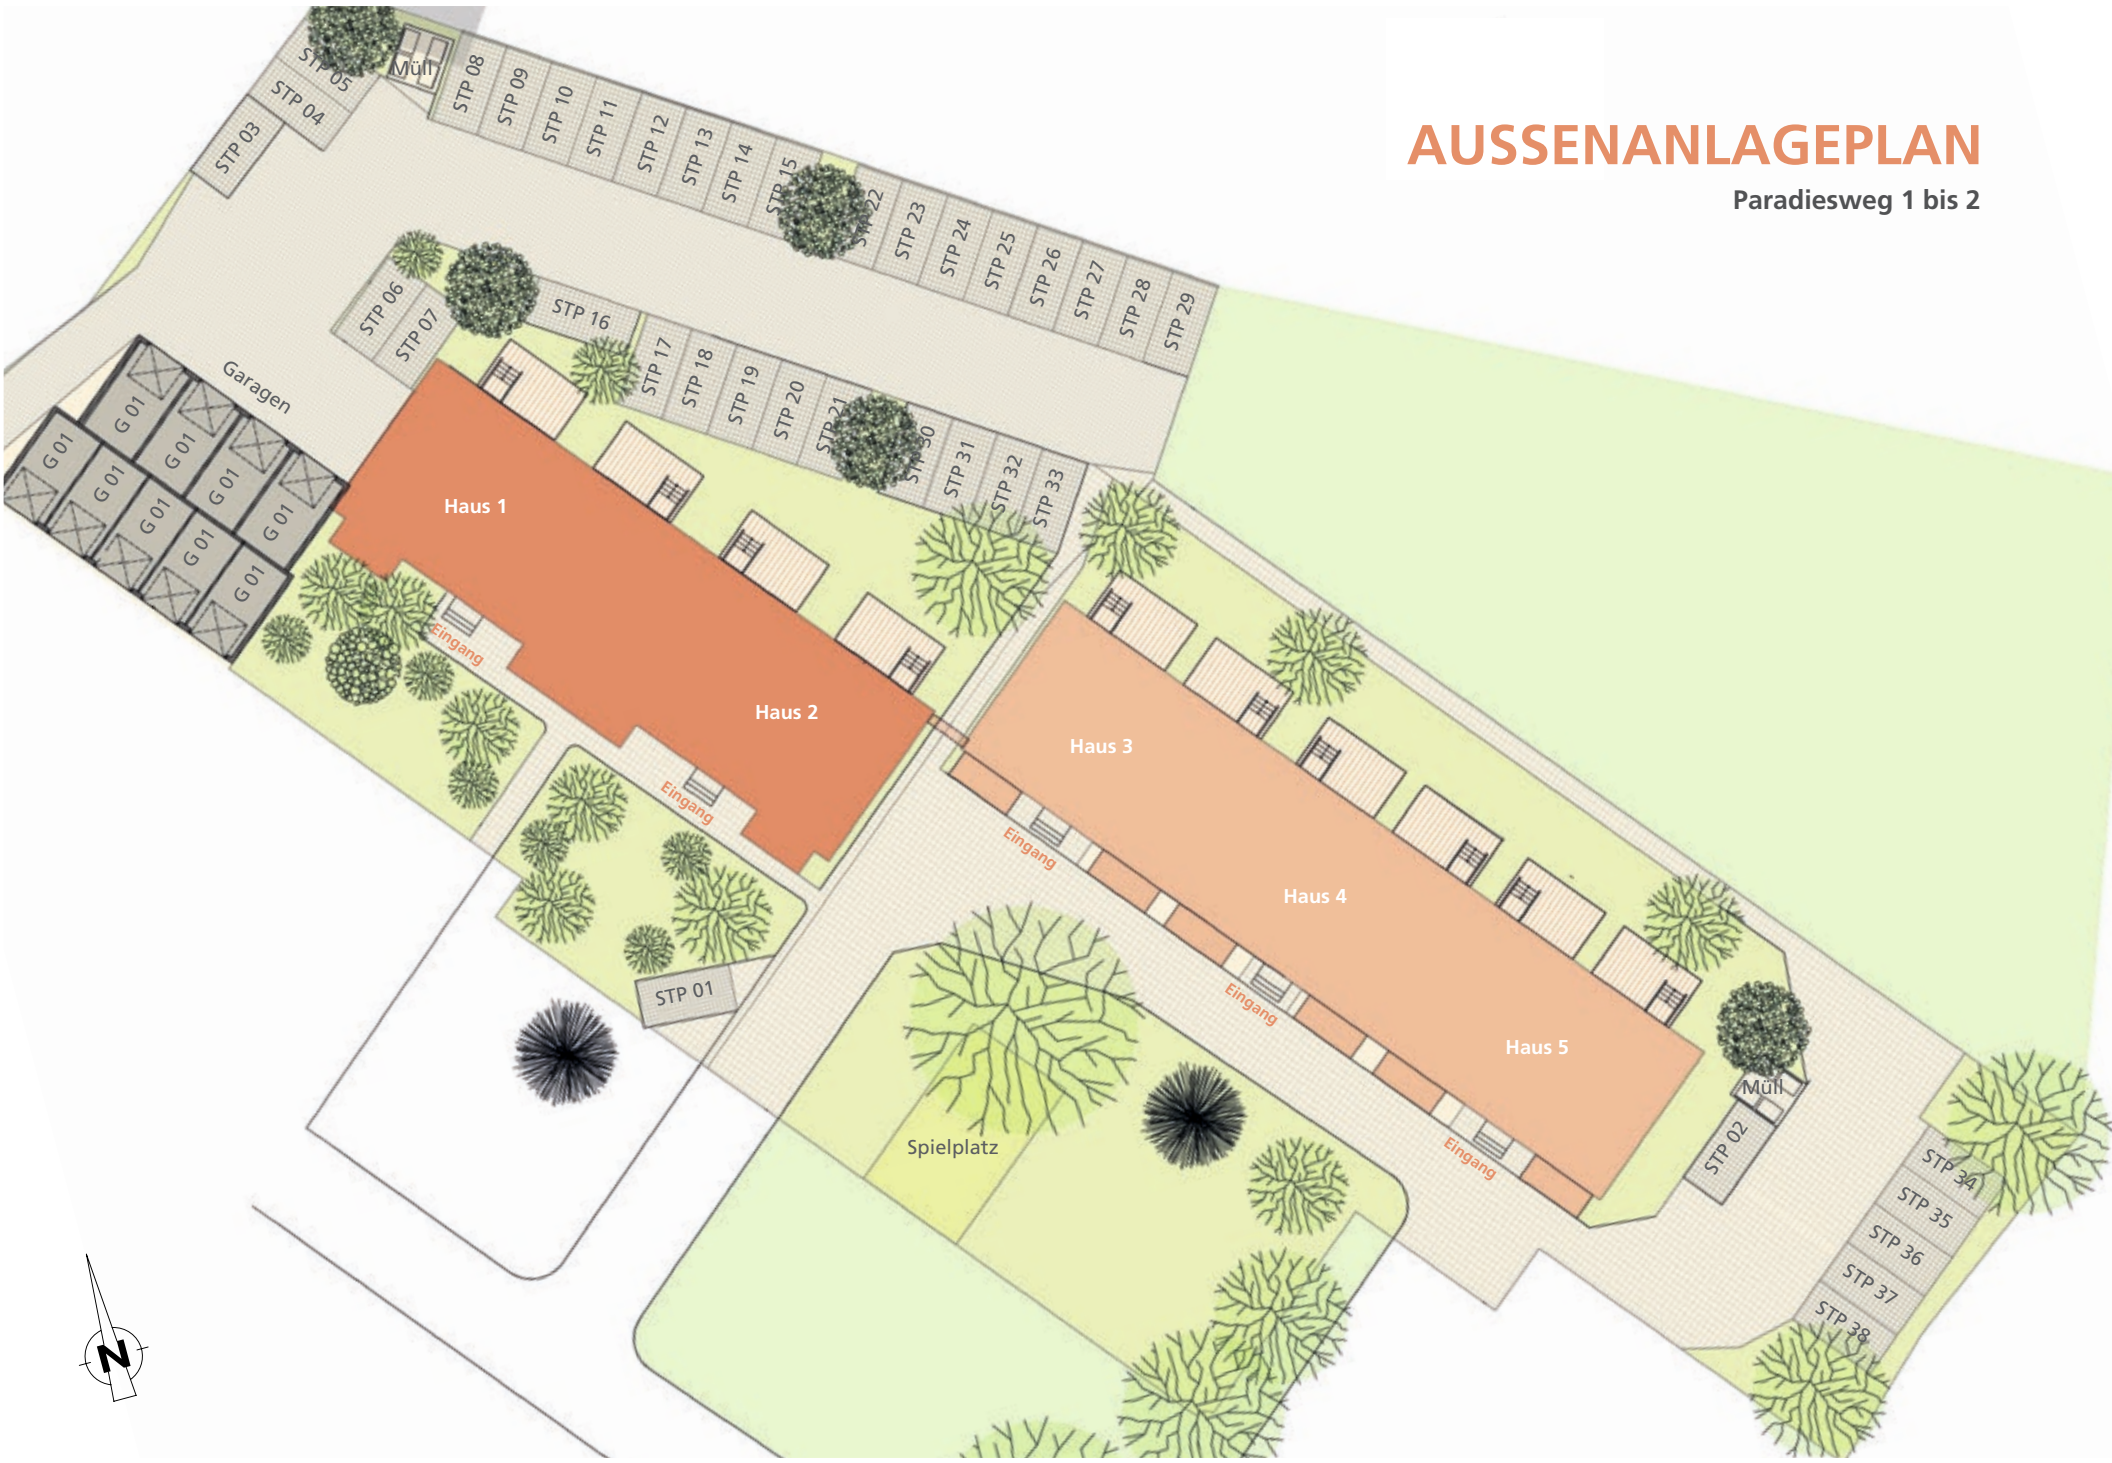 AUSSENANLAGEPLAN
Paradiesweg 1 bis 2
STP 05
STP 04
STP 03
Müll
STP 08
STP 09
STP 10
STP 11
STP 12
STP 13
STP 14
STP 15
STP 22
STP 23
STP 24
STP 25
STP 26
STP 27
STP 28
STP 29
STP 06
STP 07
STP 16
STP 17
STP 18
STP 19
STP 20
STP 21
STP 30
STP 31
STP 32
STP 33
Garagen
G 01
G 01
G 01
G 01
G 01
G 01
G 01
G 01
G 01
Haus 1
Haus 2
Eingang
Eingang
Haus 3
Haus 4
Haus 5
Eingang
Eingang
Eingang
STP 01
Spielplatz
Müll
STP 02
STP 34
STP 35
STP 36
STP 37
STP 38
N